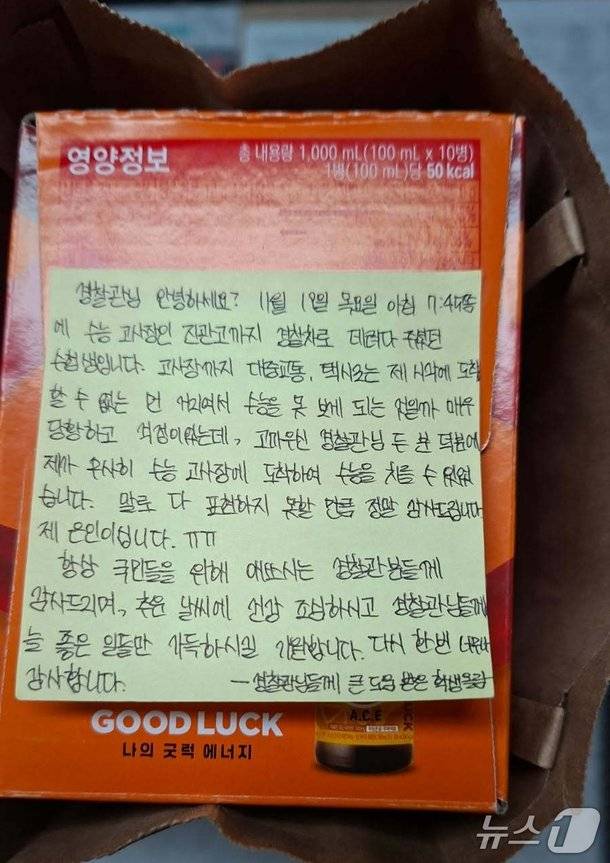 영양정보
총 내용량 1,000 mL(100 mL x 10병)
1병(100 mL)당 50 kcal
경찰관님 안녕하세요? 11월 19일 목요일 아침 7:47쯤
에 수능 고사장인 진관고까지 경찰차로 데려다 주셨던
수험생입니다. 고사장까지 대중교통, 택시로는 제 시각에 도착
할 수 없는 먼 거리여서 수능을 못 보게 되는 것일까 매우
당황하고 걱정이었는데, 고마우신 경찰관님 두 분 덕분에
제가 무사히 수능 고사장에 도착하여 수능을 치를 수 있었
습니다. 말로 다 표현하지 못할 만큼 정말 감사드립니다.
제 은인이십니다. ㅠㅠ
항상 국민들을 위해 애쓰시는 경찰관분들께
감사드리며, 추운 날씨에 건강 조심하시고 경찰관님들께
늘 좋은 일들만 가득하시길 기원합니다. 다시 한번 너무나
감사합니다. - 경찰관님들께 큰 도움 받은 학생올림
GOOD LUCK
나의 굿럭 에너지
A.C.E
LUCK
뉴스1